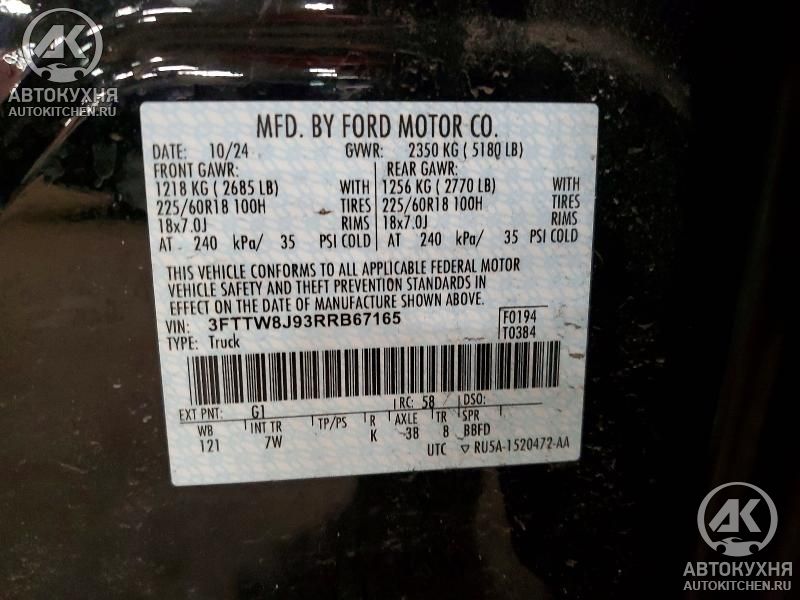 АК
АВТОКУХНЯ
AUTOKITCHEN.RU
MFD. BY FORD MOTOR CO.
DATE: 10/24 GVWR: 2350 KG ( 5180 LB)
FRONT GAWR: REAR GAWR:
1218 KG ( 2685 LB) WITH 1256 KG ( 2770 LB) WITH
225/60R18 100H TIRES 225/60R18 100H TIRES
18x7.0J RIMS 18x7.0J RIMS
AT 240 kPa/ 35 PSI COLD AT 240 kPa/ 35 PSI COLD
THIS VEHICLE CONFORMS TO ALL APPLICABLE FEDERAL MOTOR
VEHICLE SAFETY AND THEFT PREVENTION STANDARDS IN
EFFECT ON THE DATE OF MANUFACTURE SHOWN ABOVE.
VIN: 3FTTW8J93RRB67165 F0194
TYPE: Truck T0384
EXT PNT: G1 RC: 58 DSO:
WB INT TR TP/PS R AXLE TR SPR
121 7W K 3B 8 BBFD
UTC ▽ RU5A-1520472-AA
АК
АВТОКУХНЯ
AUTOKITCHEN.RU